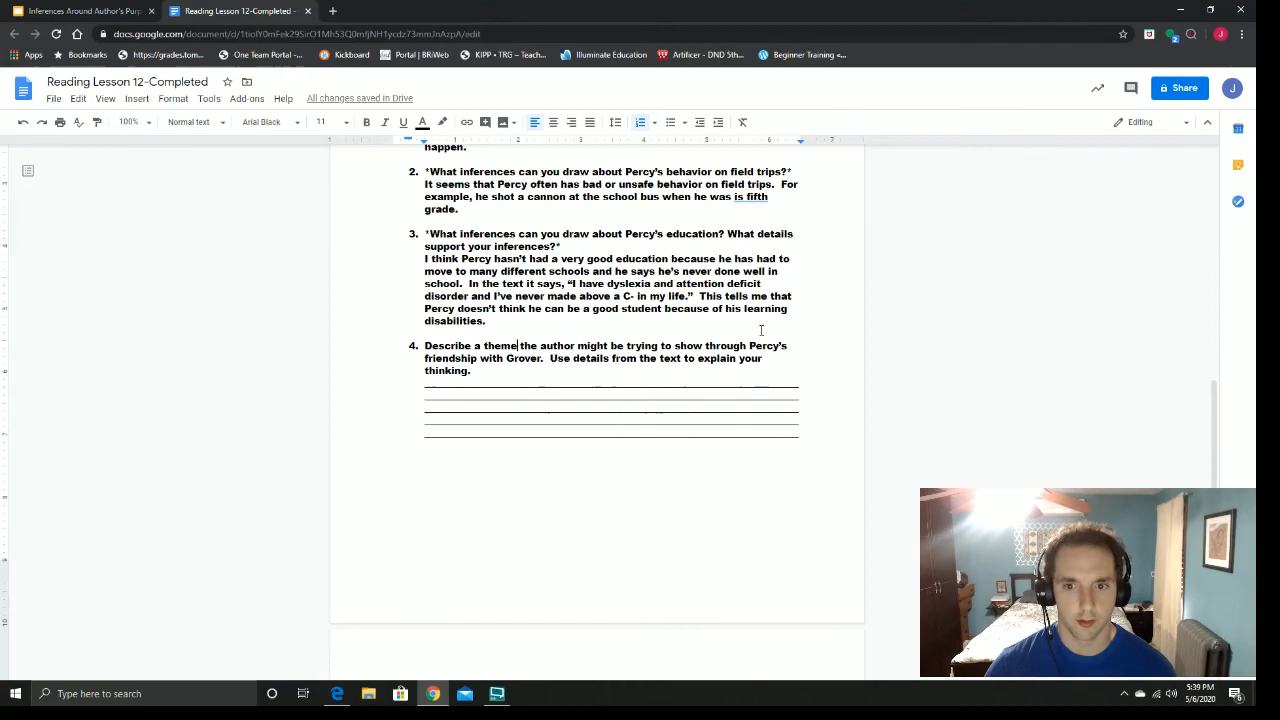 Inferences Around Author's Pur
Reading Lesson 12-Completed -
docs.google.com/document/d/
Apps Bookmarks https://grades.tom... One Team Portal -... Kickboard Portal | BRiWeb KIPP • TRG – Teach... Illuminate Education Artificer - DND 5th... Beginner Training «...
Reading Lesson 12-Completed
File Edit View Insert Format Tools Add-ons Help All changes saved in Drive
Share
J
100% Normal text Arial Black 11 Editing
happen.
2. *What inferences can you draw about Percy's behavior on field trips?*
It seems that Percy often has bad or unsafe behavior on field trips. For
example, he shot a cannon at the school bus when he was is fifth
grade.
3. *What inferences can you draw about Percy's education? What details
support your inferences?*
I think Percy hasn't had a very good education because he has had to
move to many different schools and he says he's never done well in
school. In the text it says, “I have dyslexia and attention deficit
disorder and I've never made above a C- in my life.” This tells me that
Percy doesn't think he can be a good student because of his learning
disabilities.
4. Describe a theme the author might be trying to show through Percy's
friendship with Grover. Use details from the text to explain your
thinking.
Type here to search
5:39 PM
5/6/2020